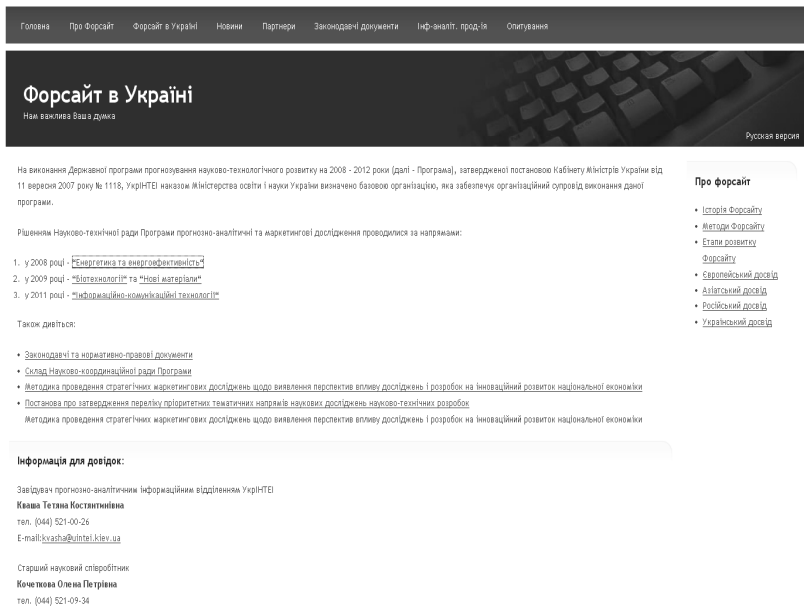 Головна Про Форсайт Форсайт в Україні Новини Партнери Законодавчі документи Інф-аналіт. прод-ія Опитування
Форсайт в Україні
Нам важлива Ваша думка
Русская версия
На виконання Державної програми прогнозування науково-технологічного розвитку на 2008 - 2012 роки (далі - Програма), затвердженої постановою Кабінету Міністрів України від
11 вересня 2007 року № 1118, УкрІНТЕІ наказом Міністерства освіти і науки України визначено базовою організацією, яка забезпечує організаційний супровід виконання даної
програми.
Рішенням Науково-технічної ради Програми прогнозно-аналітичні та маркетингові дослідження проводилися за напрямами:
1. у 2008 році - "Енергетика та енергоефективність"
2. у 2009 році - "Біотехнології" та "Нові матеріали"
3. у 2011 році - "Інформаційно-комунікаційні технології"
Також дивіться:
• Законодавчі та нормативно-правові документи
• Склад Науково-координаційної ради Програми
• Методика проведення стратегічних маркетингових досліджень щодо виявлення перспектив впливу досліджень і розробок на інноваційний розвиток національної економіки
• Постанова про затвердження переліку пріоритетних тематичних напрямів наукових досліджень науково-технічних розробок
Методика проведення стратегічних маркетингових досліджень щодо виявлення перспектив впливу досліджень і розробок на інноваційний розвиток національної економіки
Інформація для довідок:
Завідувач прогнозно-аналітичним інформаційним відділенням УкрІНТЕІ
Кваша Тетяна Костянтинівна
тел. (044) 521-00-26
E-mail:kvasha@uintei.kiev.ua
Старший науковий співробітник
Кочеткова Олена Петрівна
тел. (044) 521-09-34
Про форсайт
• Історія Форсайту
• Методи Форсайту
• Етапи розвитку
Форсайту
• Європейський досвід
• Азіатський досвід
• Російський досвід
• Український досвід